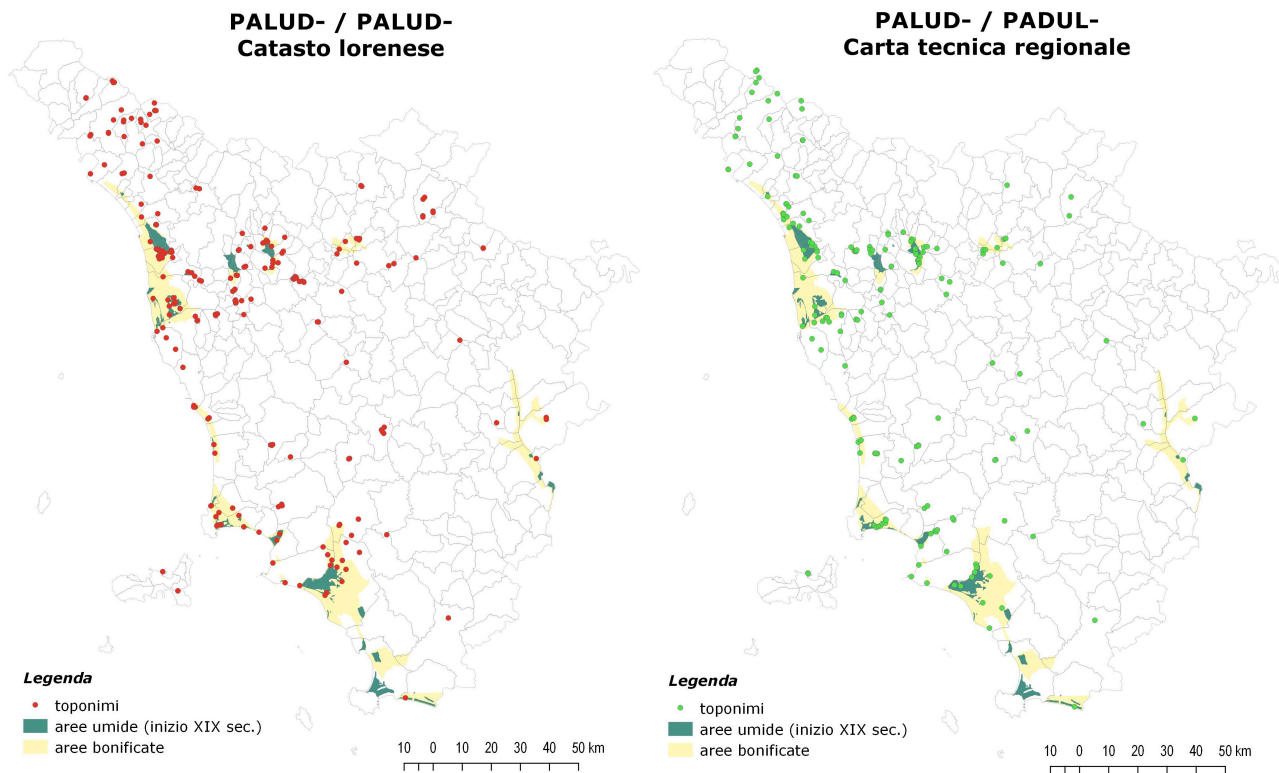 PALUD- / PALUD-
Catasto lorenese
Legenda
toponimi
aree umide (inizio XIX sec.)
aree bonificate
10 0 10 20 30 40 50 km
PALUD- / PADUL-
Carta tecnica regionale
Legenda
toponimi
aree umide (inizio XIX sec.)
aree bonificate
10 0 10 20 30 40 50 km